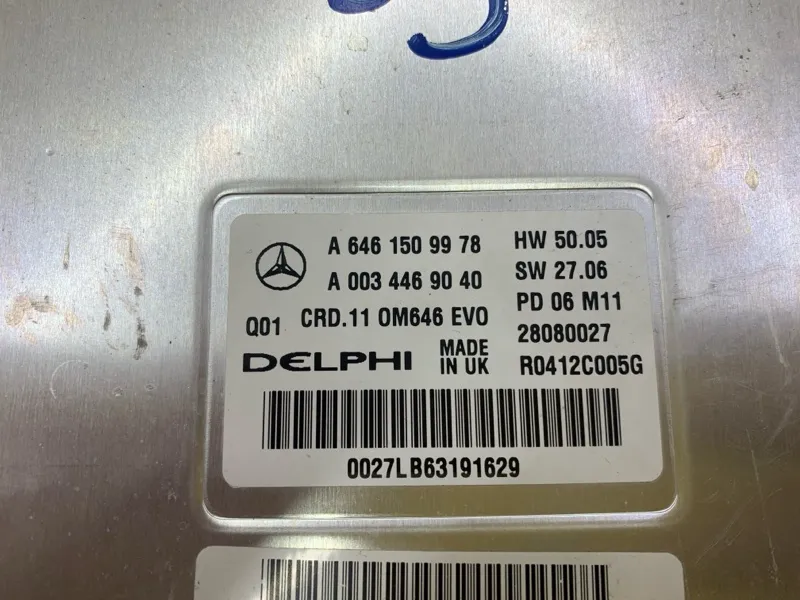 A 646 150 99 78 HW 50.05
A 003 446 90 40 SW 27.06
Q01 CRD.11 OM646 EVO PD 06 M11
28080027
DELPHI MADE IN UK R0412C005G
0027LB63191629